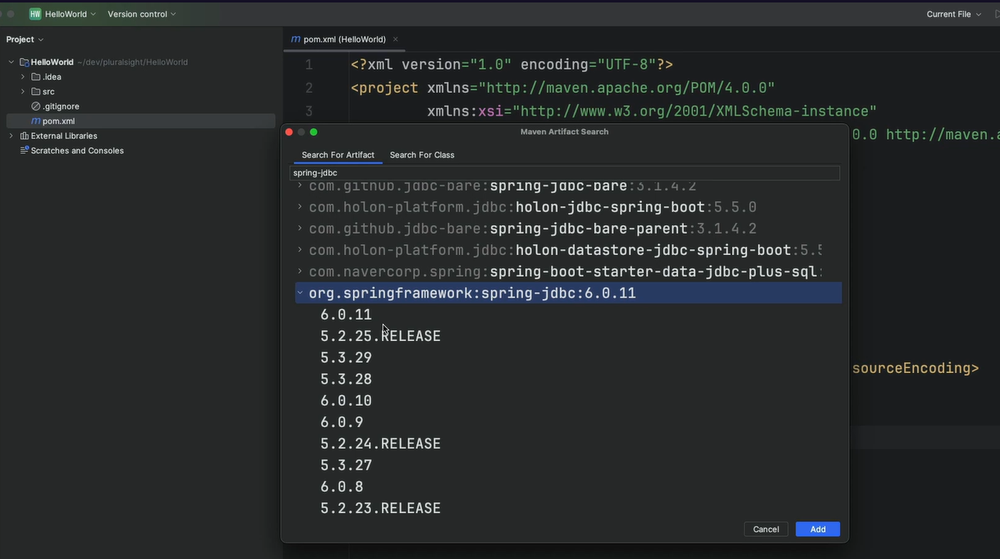 HW HelloWorld Version control Current File
Project
pom.xml (HelloWorld)
HelloWorld ~/dev/pluralsight/HelloWorld
.idea
src
.gitignore
pom.xml
External Libraries
Scratches and Consoles
1 <?xml version="1.0" encoding="UTF-8"?>
2 <project xmlns="http://maven.apache.org/POM/4.0.0"
3 xmlns:xsi="http://www.w3.org/2001/XMLSchema-instance"
0.0 http://maven.a
sourceEncoding>
Maven Artifact Search
Search For Artifact Search For Class
spring-jdbc
com.github.jdbc-bare:spring-jdbc-bare:3.1.4.2
com.holon-platform.jdbc:holon-jdbc-spring-boot:5.5.0
com.github.jdbc-bare:spring-jdbc-bare-parent:3.1.4.2
com.holon-platform.jdbc:holon-datastore-jdbc-spring-boot:5.5
com.navercorp.spring:spring-boot-starter-data-jdbc-plus-sql:
org.springframework:spring-jdbc:6.0.11
6.0.11
5.2.25.RELEASE
5.3.29
5.3.28
6.0.10
6.0.9
5.2.24.RELEASE
5.3.27
6.0.8
5.2.23.RELEASE
Cancel Add